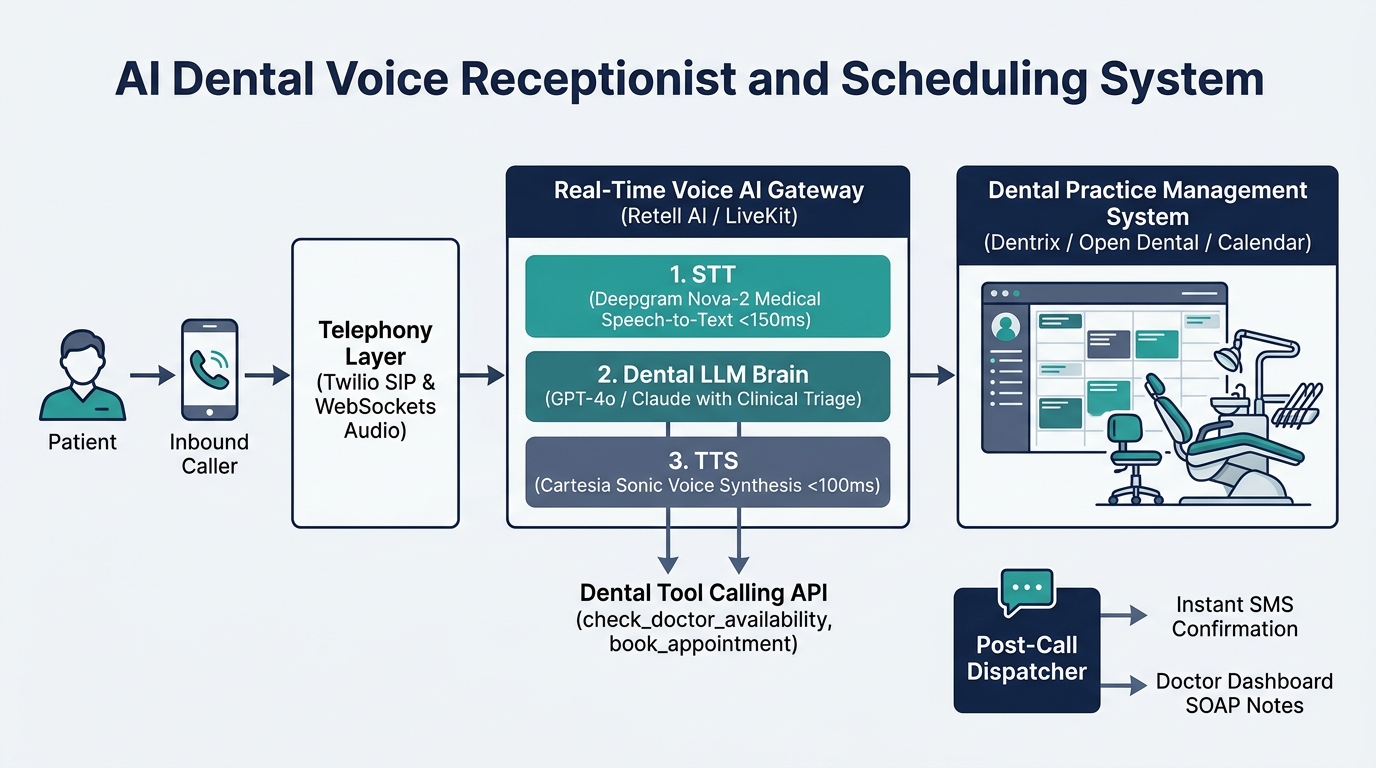 AI Dental Voice Receptionist and Scheduling System
Patient
Inbound
Caller
Telephony
Layer
(Twilio SIP &
WebSockets
Audio)
Real-Time Voice AI Gateway
(Retell AI / LiveKit)
1. STT
(Deepgram Nova-2 Medical
Speech-to-Text <150ms)
2. Dental LLM Brain
(GPT-4o / Claude with Clinical Triage)
3. TTS
(Cartesia Sonic Voice Synthesis <100ms)
Dental Tool Calling API
(check_doctor_availability,
book_appointment)
Dental Practice Management
System
(Dentrix / Open Dental / Calendar)
Post-Call
Dispatcher
Instant SMS
Confirmation
Doctor Dashboard
SOAP Notes